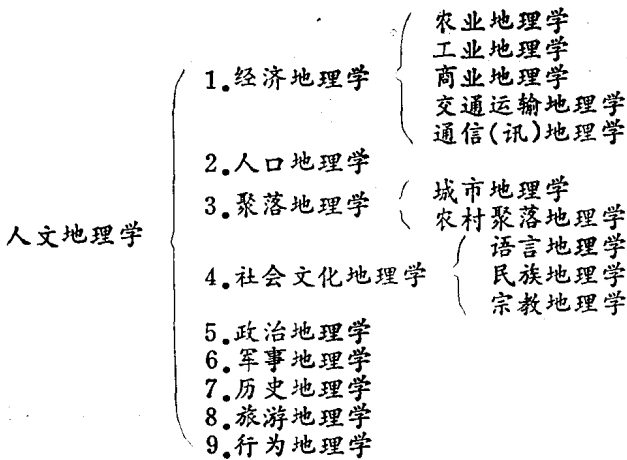 人文地理学
1.经济地理学
农业地理学
工业地理学
商业地理学
交通运输地理学
通信(讯)地理学
2.人口地理学
3.聚落地理学
城市地理学
农村聚落地理学
4.社会文化地理学
语言地理学
民族地理学
宗教地理学
5.政治地理学
6.军事地理学
7.历史地理学
8.旅游地理学
9.行为地理学